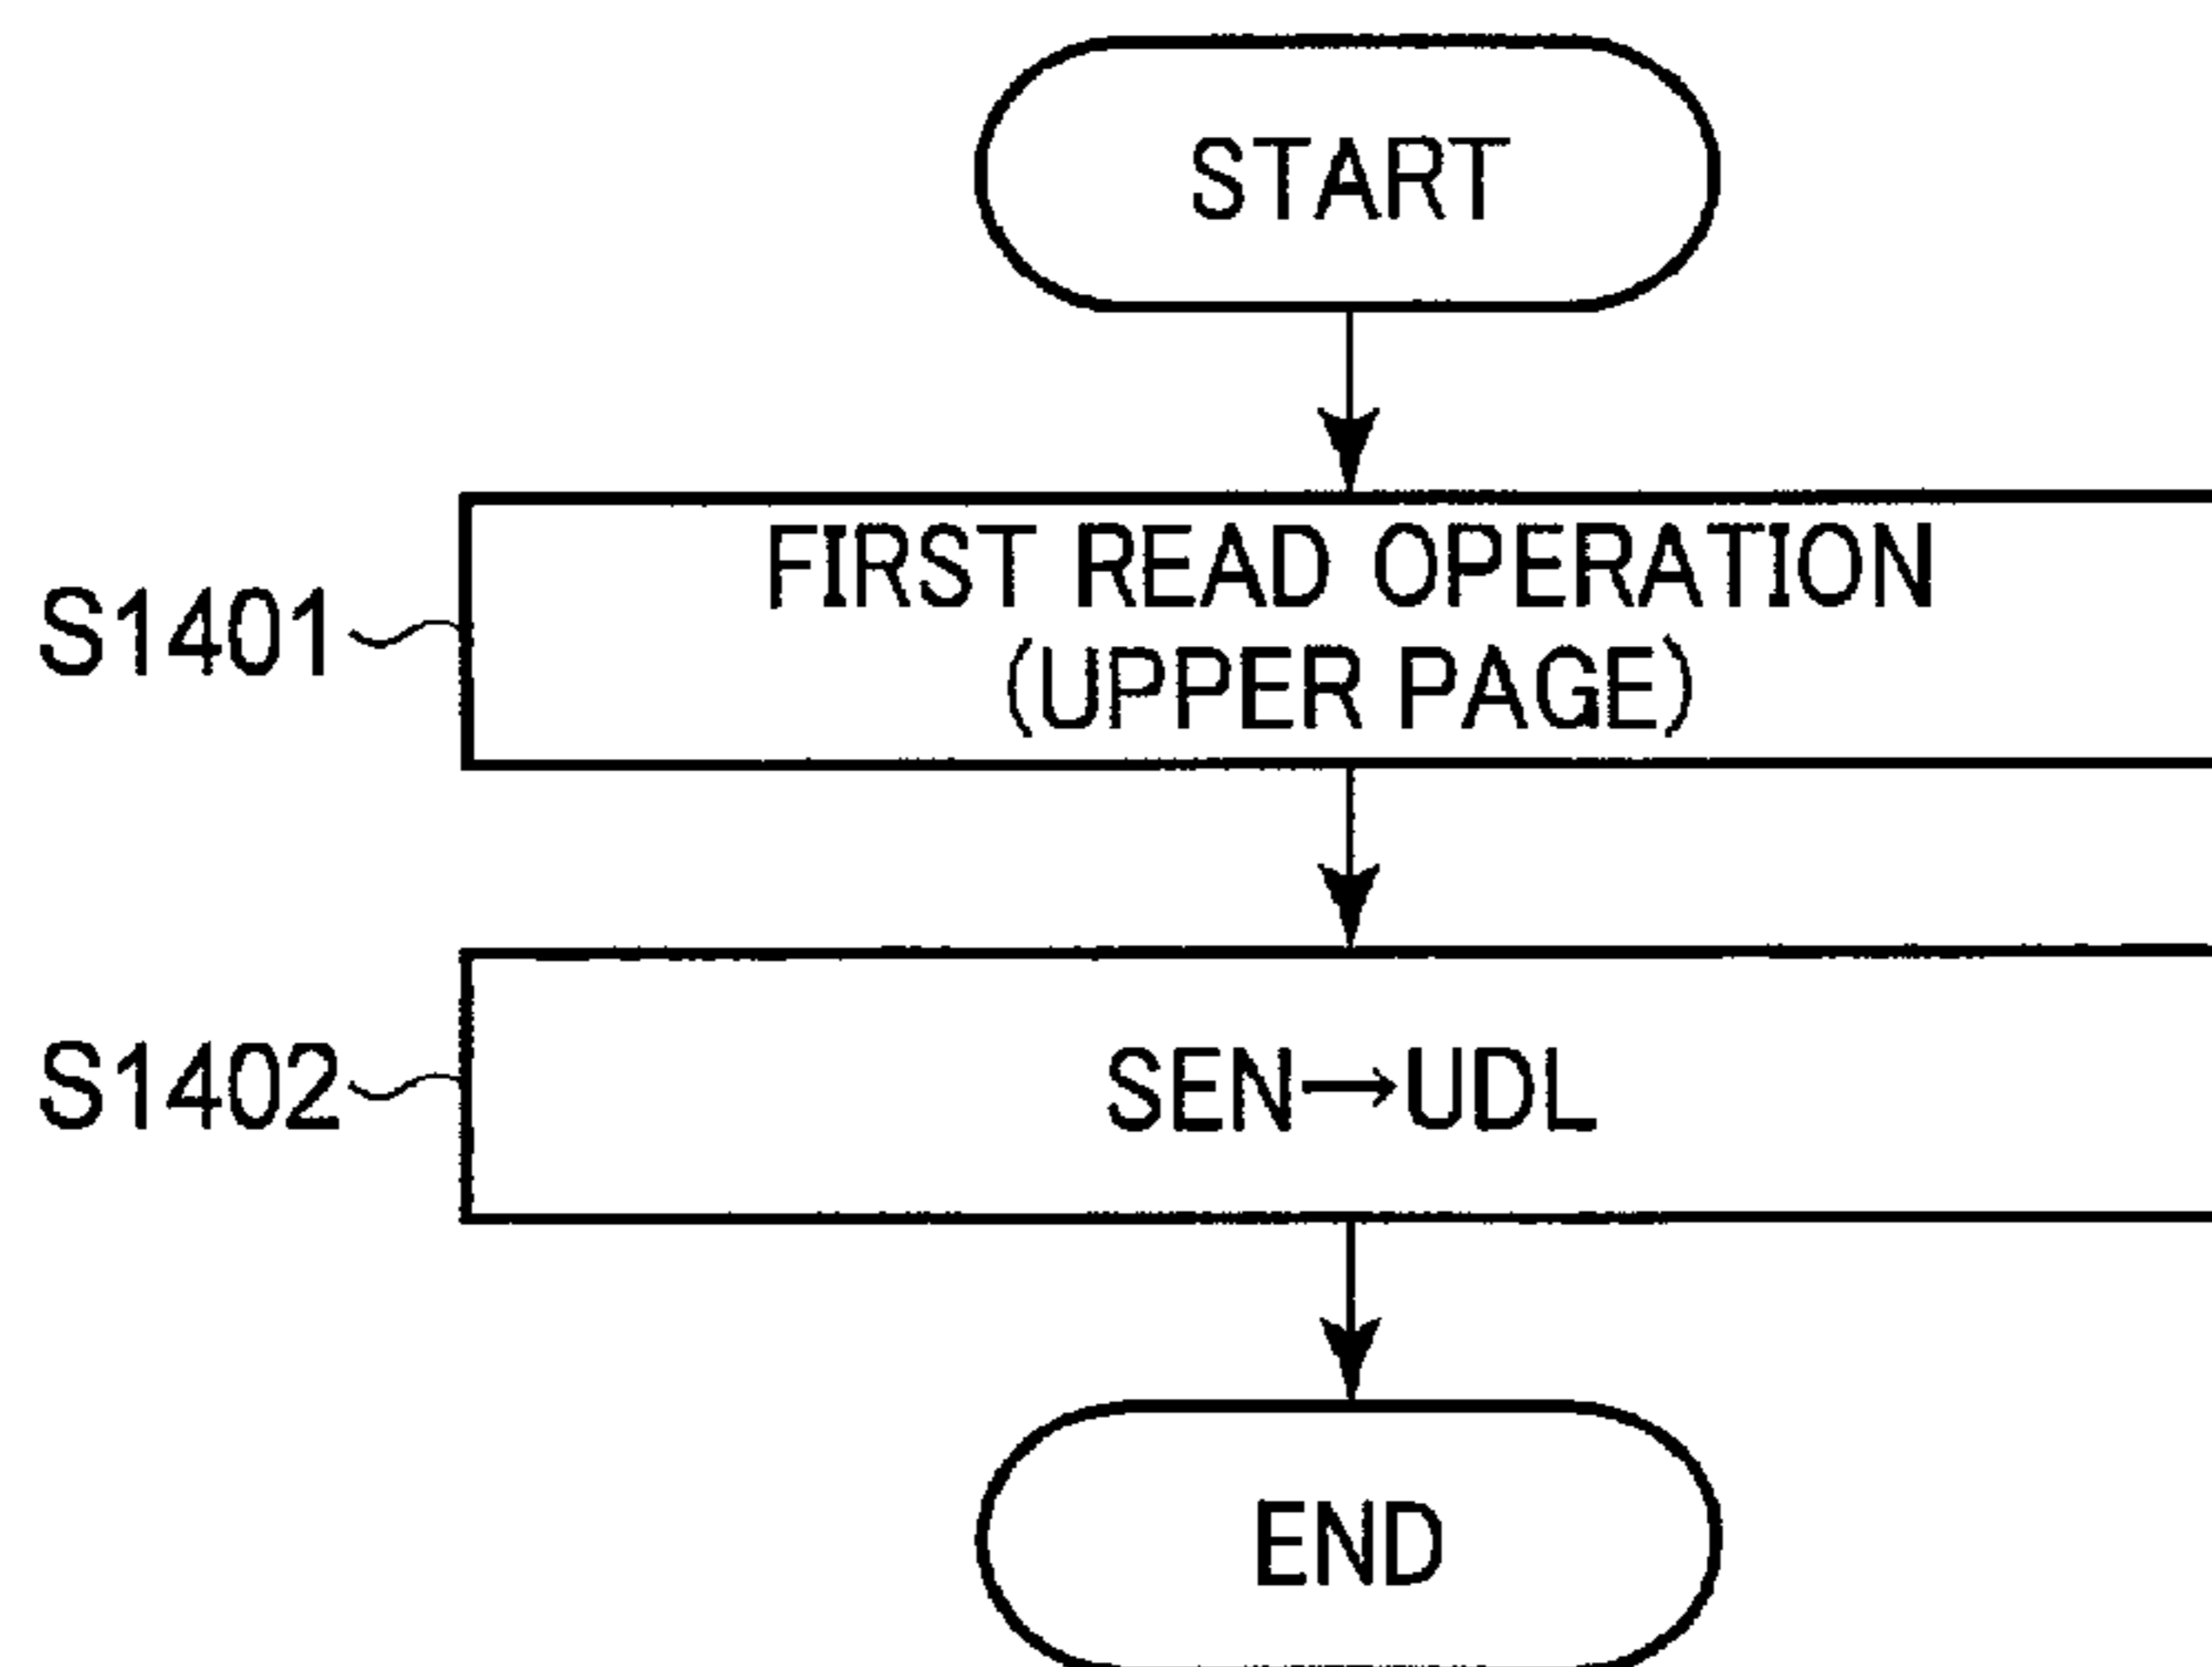 START
S1401
FIRST READ OPERATION
(UPPER PAGE)
S1402
SEN→UDL
END